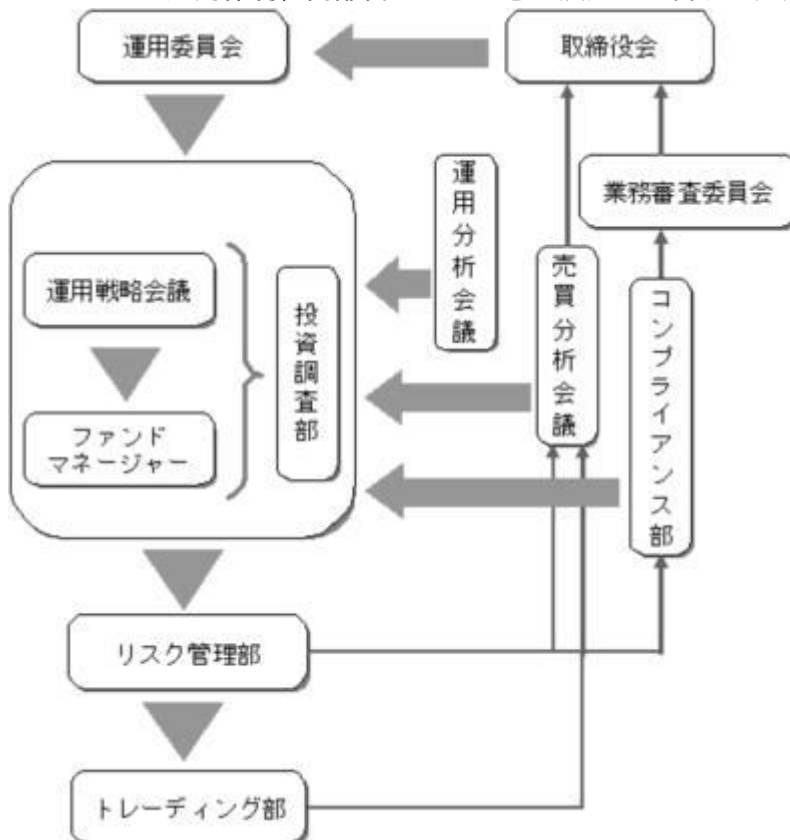 運用委員会
取締役会
業務審査委員会
運用分析会議
売買分析会議
コンプライアンス部
運用戦略会議
投資調査部
ファンド
マネージャー
リスク管理部
トレーディング部